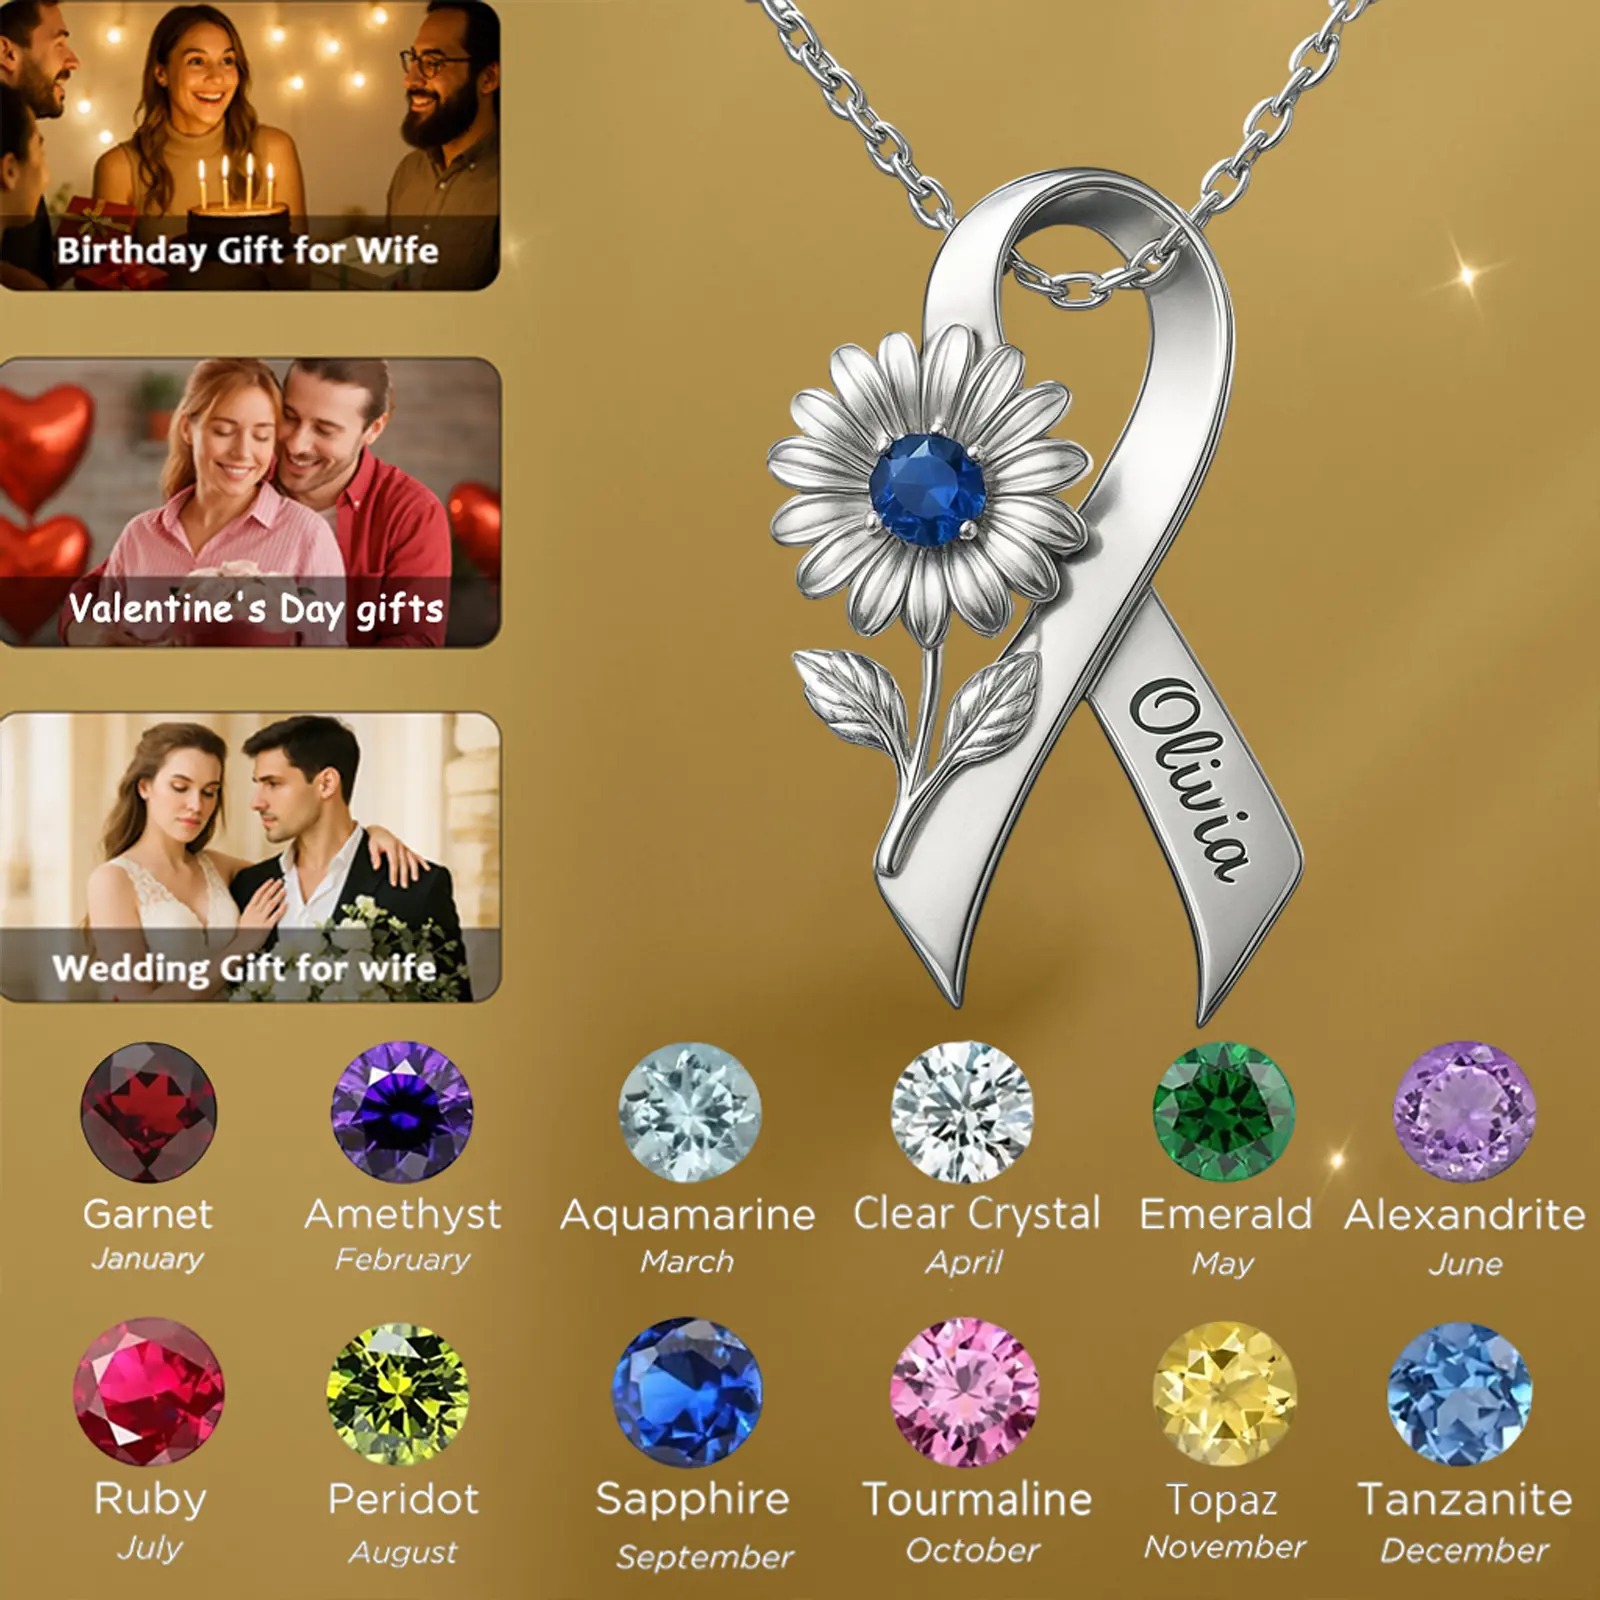 Birthday Gift for Wife
Valentine's Day gifts
Wedding Gift for wife
Olivia
Garnet
January
Amethyst
February
Aquamarine
March
Clear Crystal
April
Emerald
May
Alexandrite
June
Ruby
July
Peridot
August
Sapphire
September
Tourmaline
October
Topaz
November
Tanzanite
December